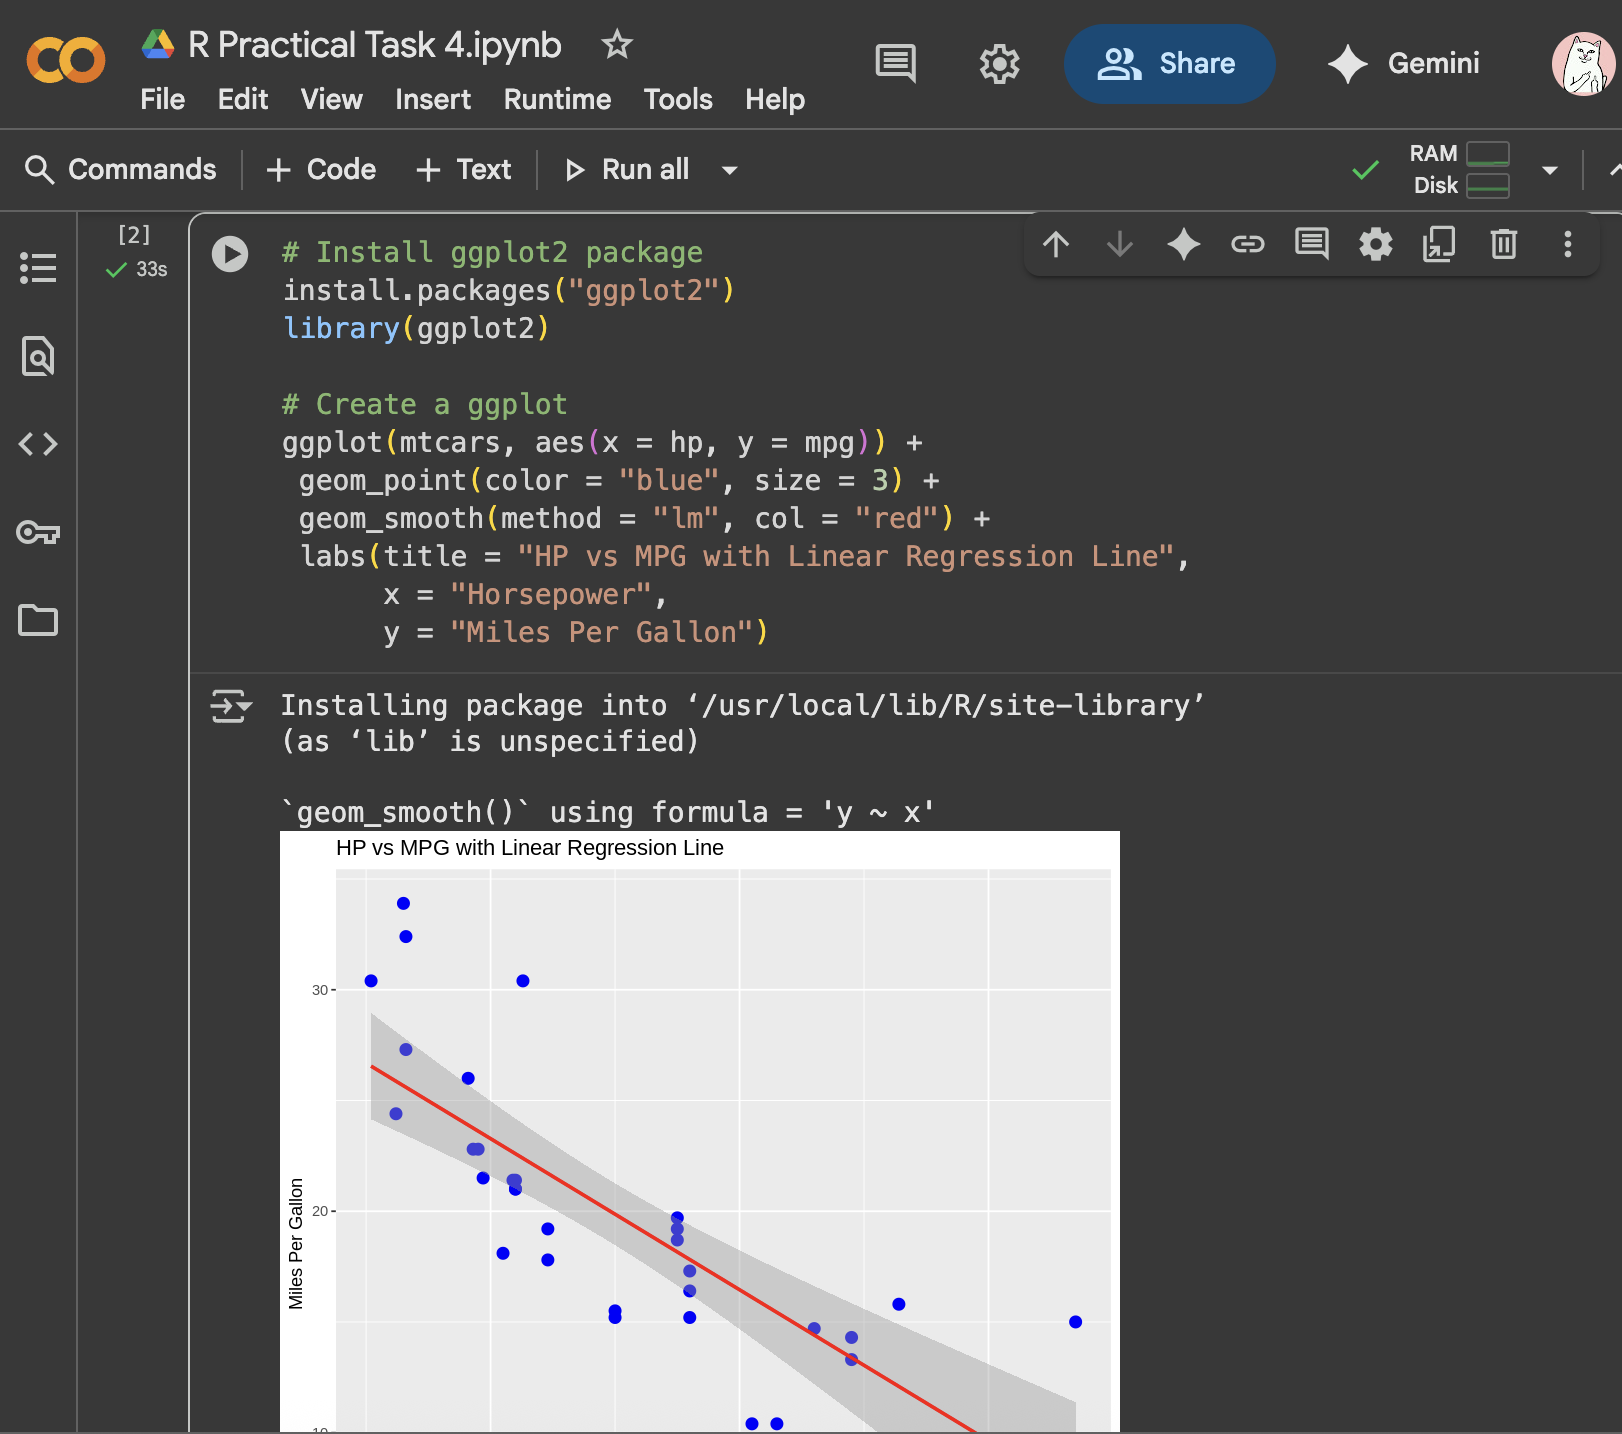 R Practical Task 4.ipynb
Share
Gemini
File Edit View Insert Runtime Tools Help
Commands + Code + Text Run all
RAM
Disk
[2]
33s
# Install ggplot2 package
install.packages("ggplot2")
library(ggplot2)
# Create a ggplot
ggplot(mtcars, aes(x = hp, y = mpg)) +
geom_point(color = "blue", size = 3) +
geom_smooth(method = "lm", col = "red") +
labs(title = "HP vs MPG with Linear Regression Line",
x = "Horsepower",
y = "Miles Per Gallon")
Installing package into ‘/usr/local/lib/R/site-library’
(as ‘lib’ is unspecified)
`geom_smooth()` using formula = 'y ~ x'
HP vs MPG with Linear Regression Line
30
20
Miles Per Gallon